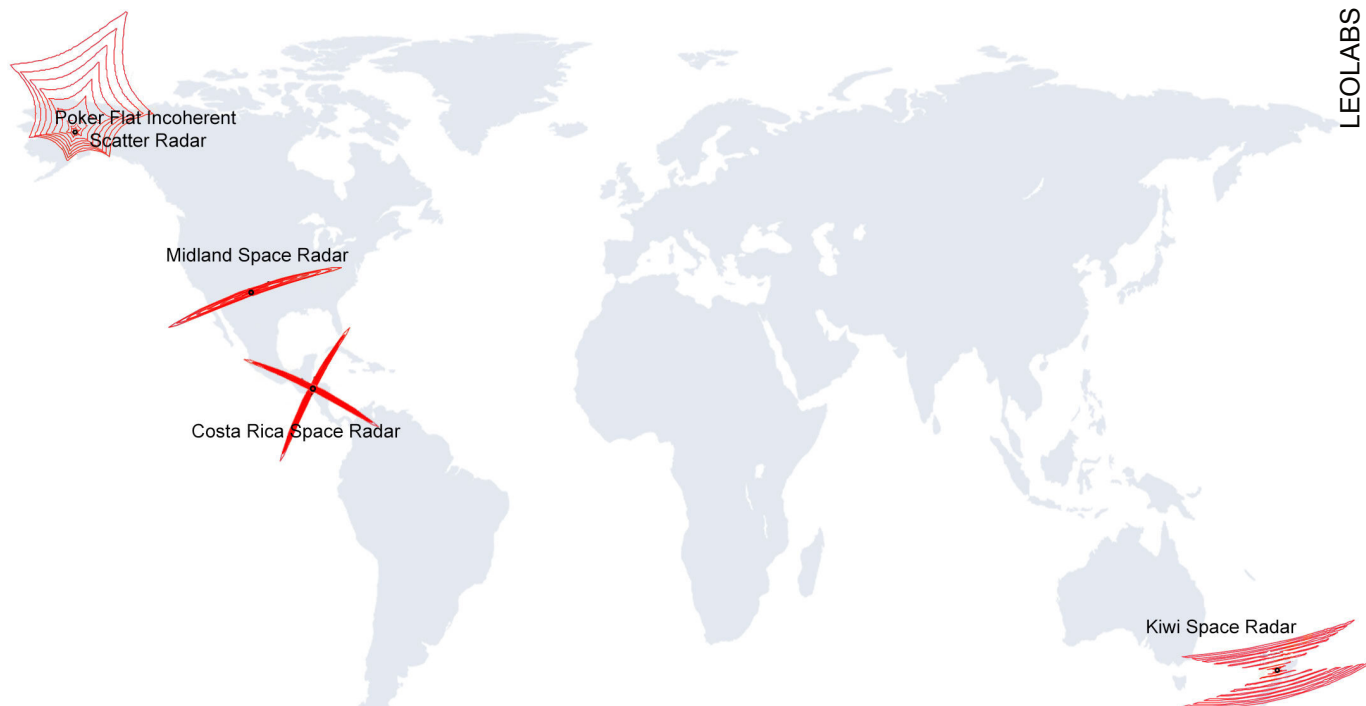 LEOLABS
Poker Flat Incoherent
Scatter Radar
Midland Space Radar
Costa Rica Space Radar
Kiwi Space Radar